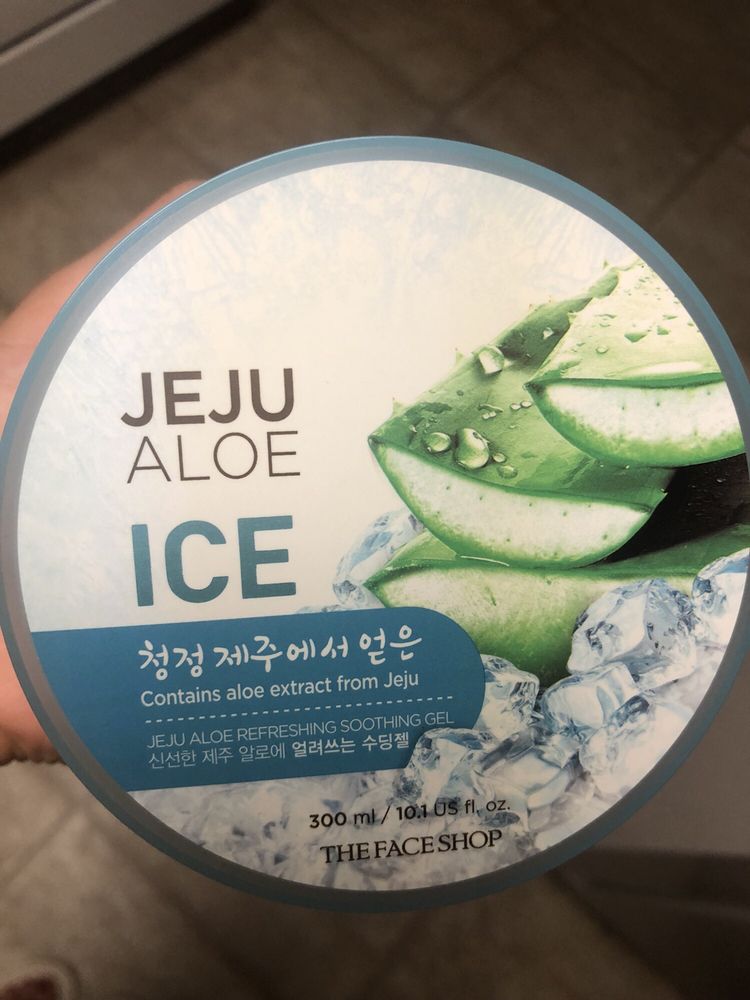 JEJU
ALOE
ICE
청정 제주에서 얻은
Contains aloe extract from Jeju
JEJU ALOE REFRESHING SOOTHING GEL
신선한 제주 알로에 얼려쓰는 수딩젤
300 ml / 10.1 US fl. oz.
THE FACE SHOP